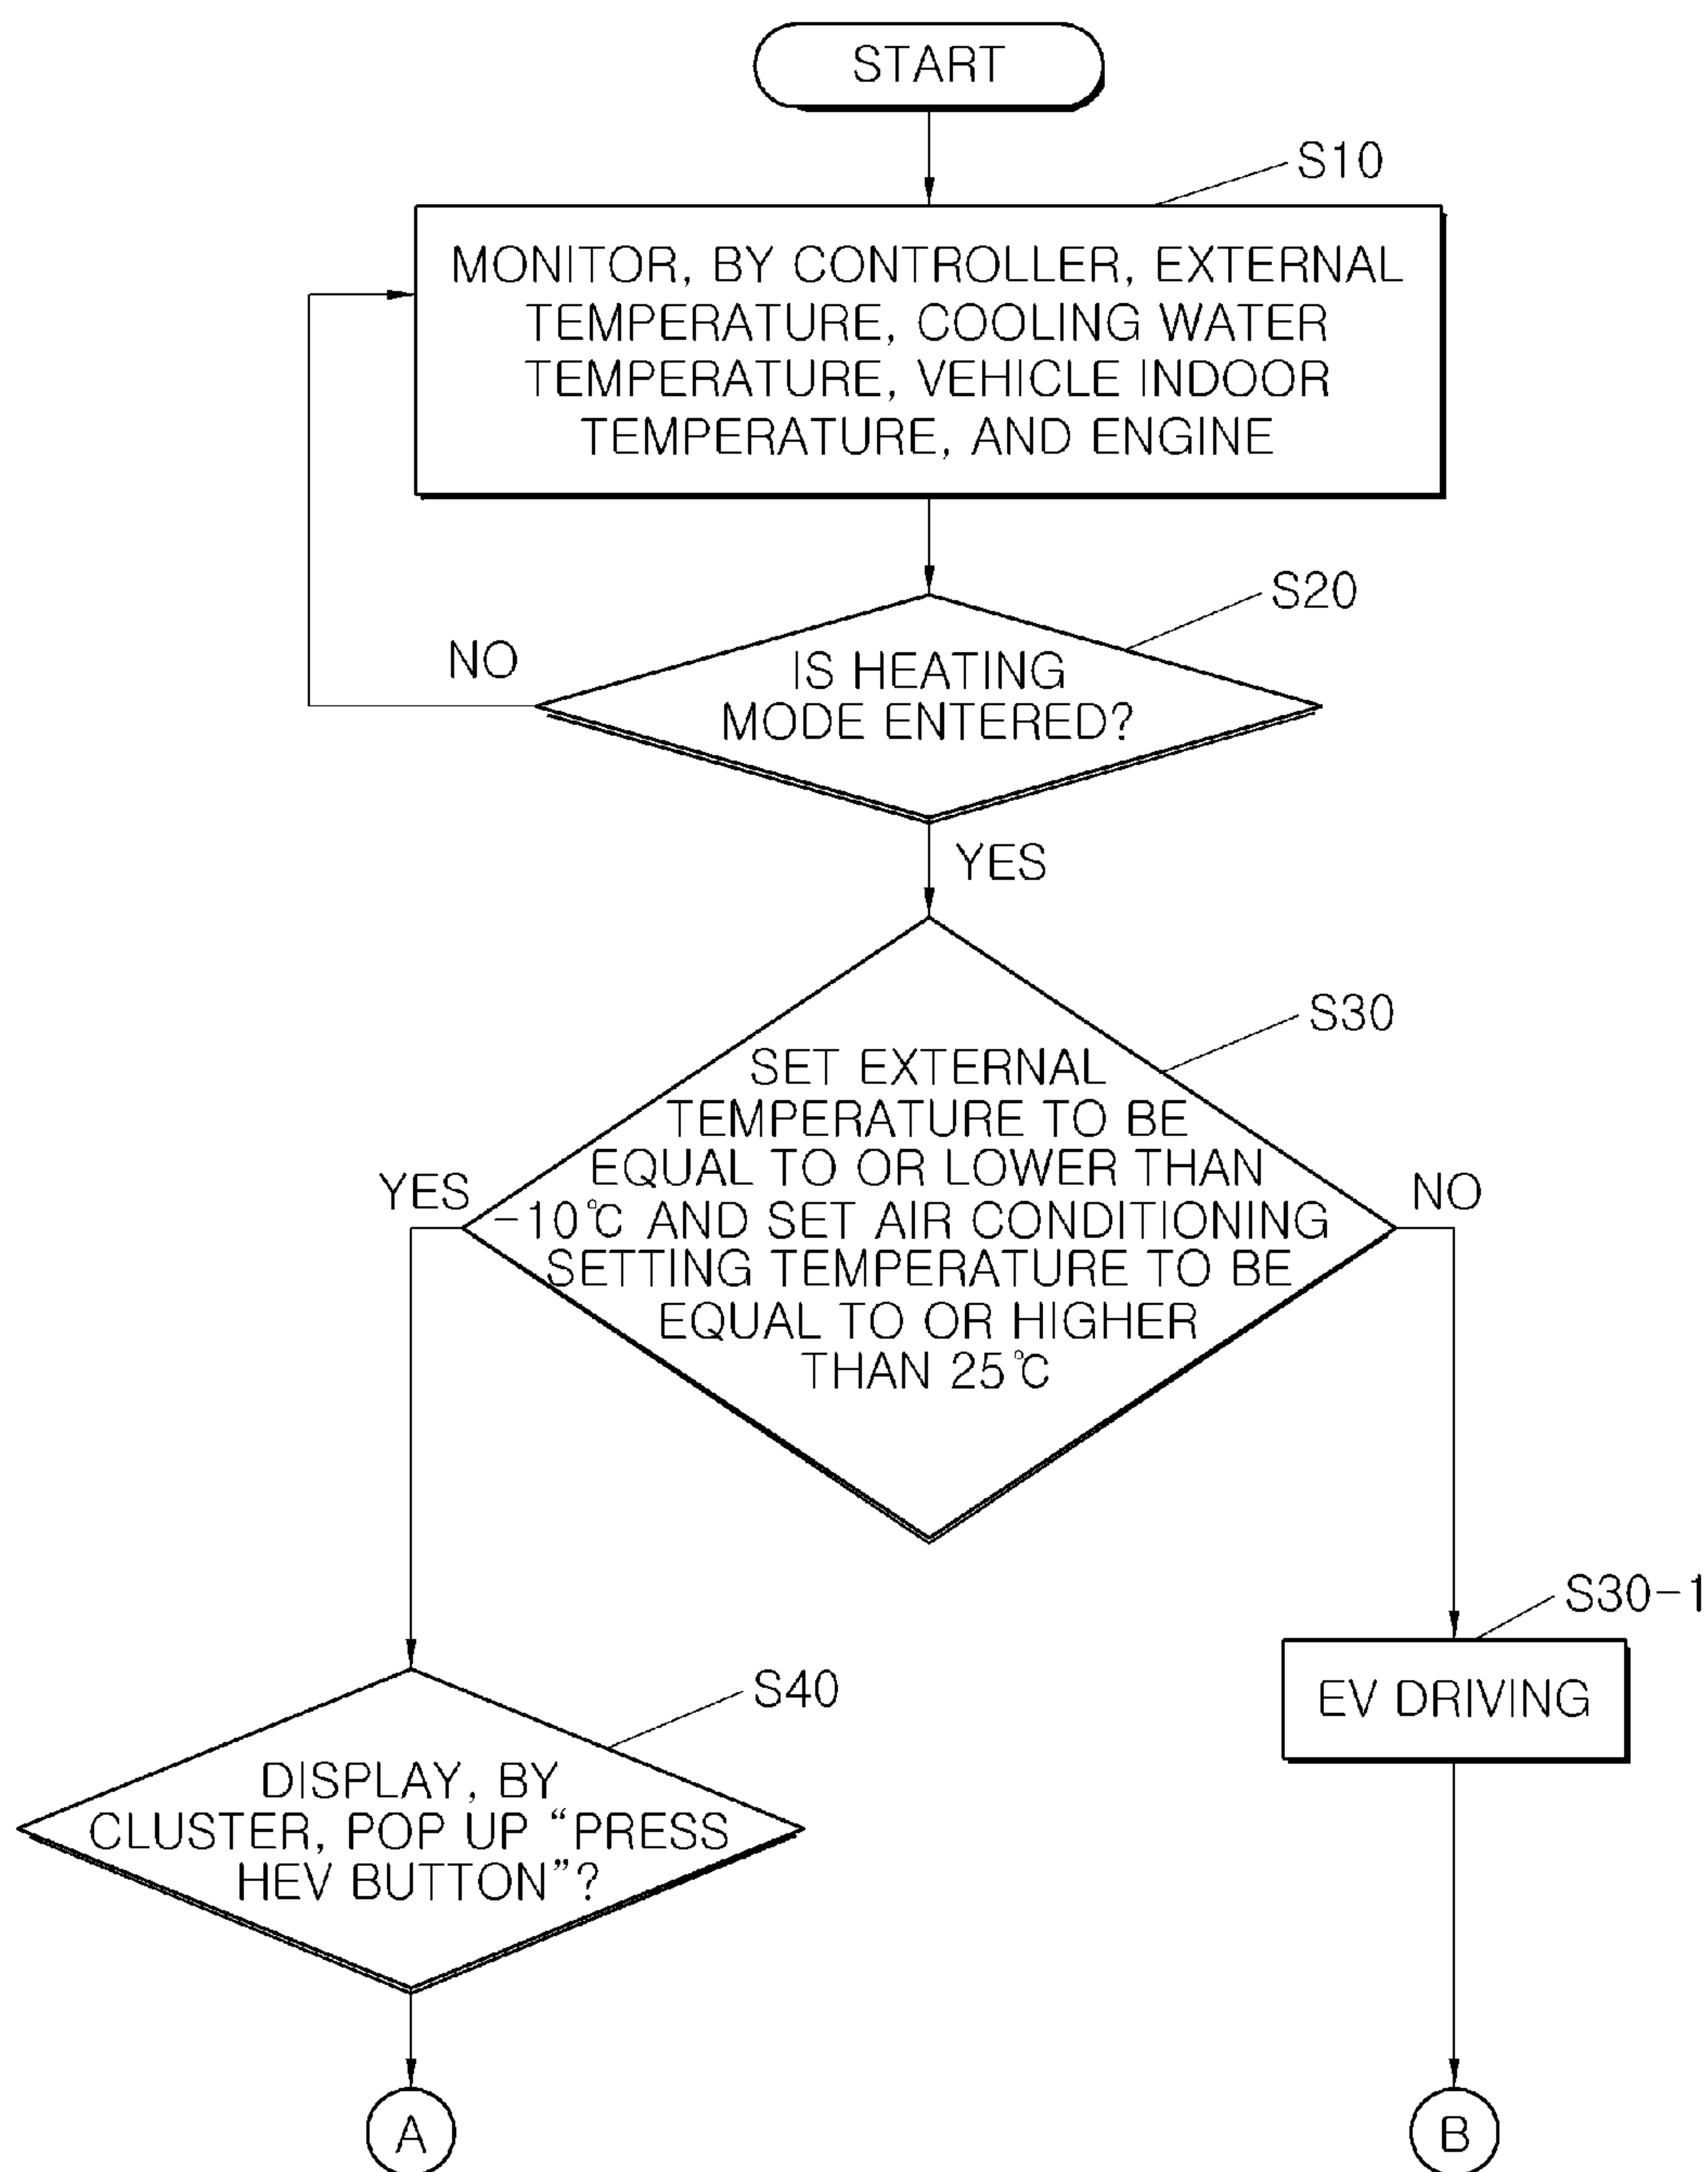 START
S10
MONITOR, BY CONTROLLER, EXTERNAL
TEMPERATURE, COOLING WATER
TEMPERATURE, VEHICLE INDOOR
TEMPERATURE, AND ENGINE
S20
NO
IS HEATING
MODE ENTERED?
YES
S30
SET EXTERNAL
TEMPERATURE TO BE
EQUAL TO OR LOWER THAN
-10℃ AND SET AIR CONDITIONING
SETTING TEMPERATURE TO BE
EQUAL TO OR HIGHER
THAN 25℃
YES
NO
S30-1
EV DRIVING
S40
DISPLAY, BY
CLUSTER, POP UP “PRESS
HEV BUTTON”?
A
B